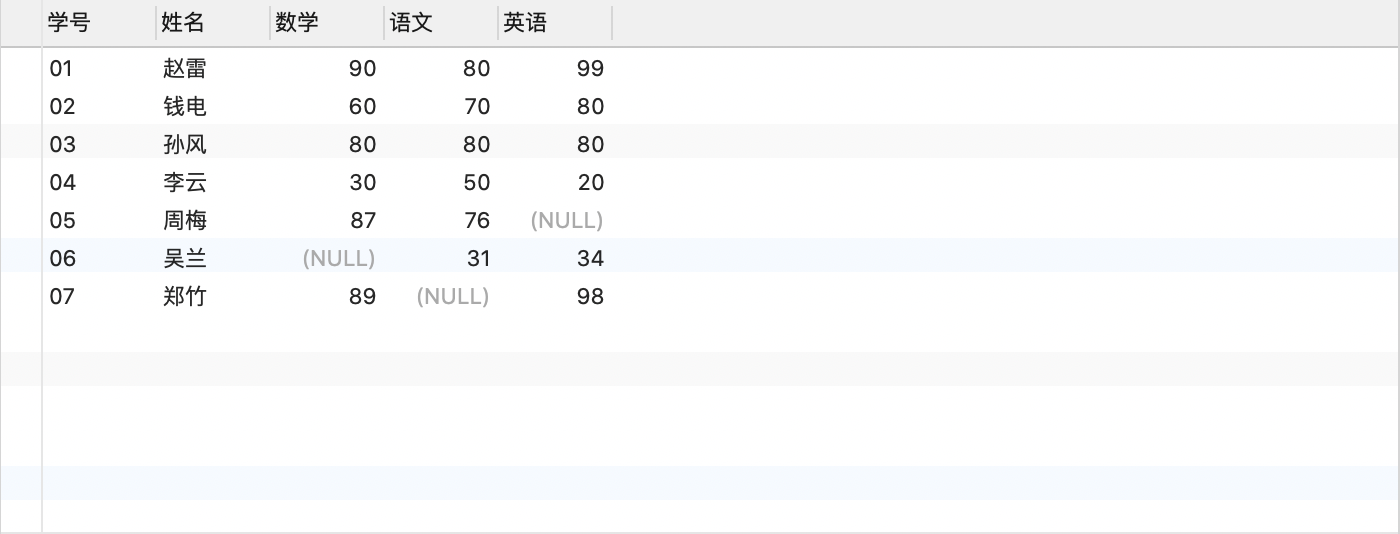 学号 姓名 数学 语文 英语
01 赵雷 90 80 99
02 钱电 60 70 80
03 孙风 80 80 80
04 李云 30 50 20
05 周梅 87 76 (NULL)
06 吴兰 (NULL) 31 34
07 郑竹 89 (NULL) 98